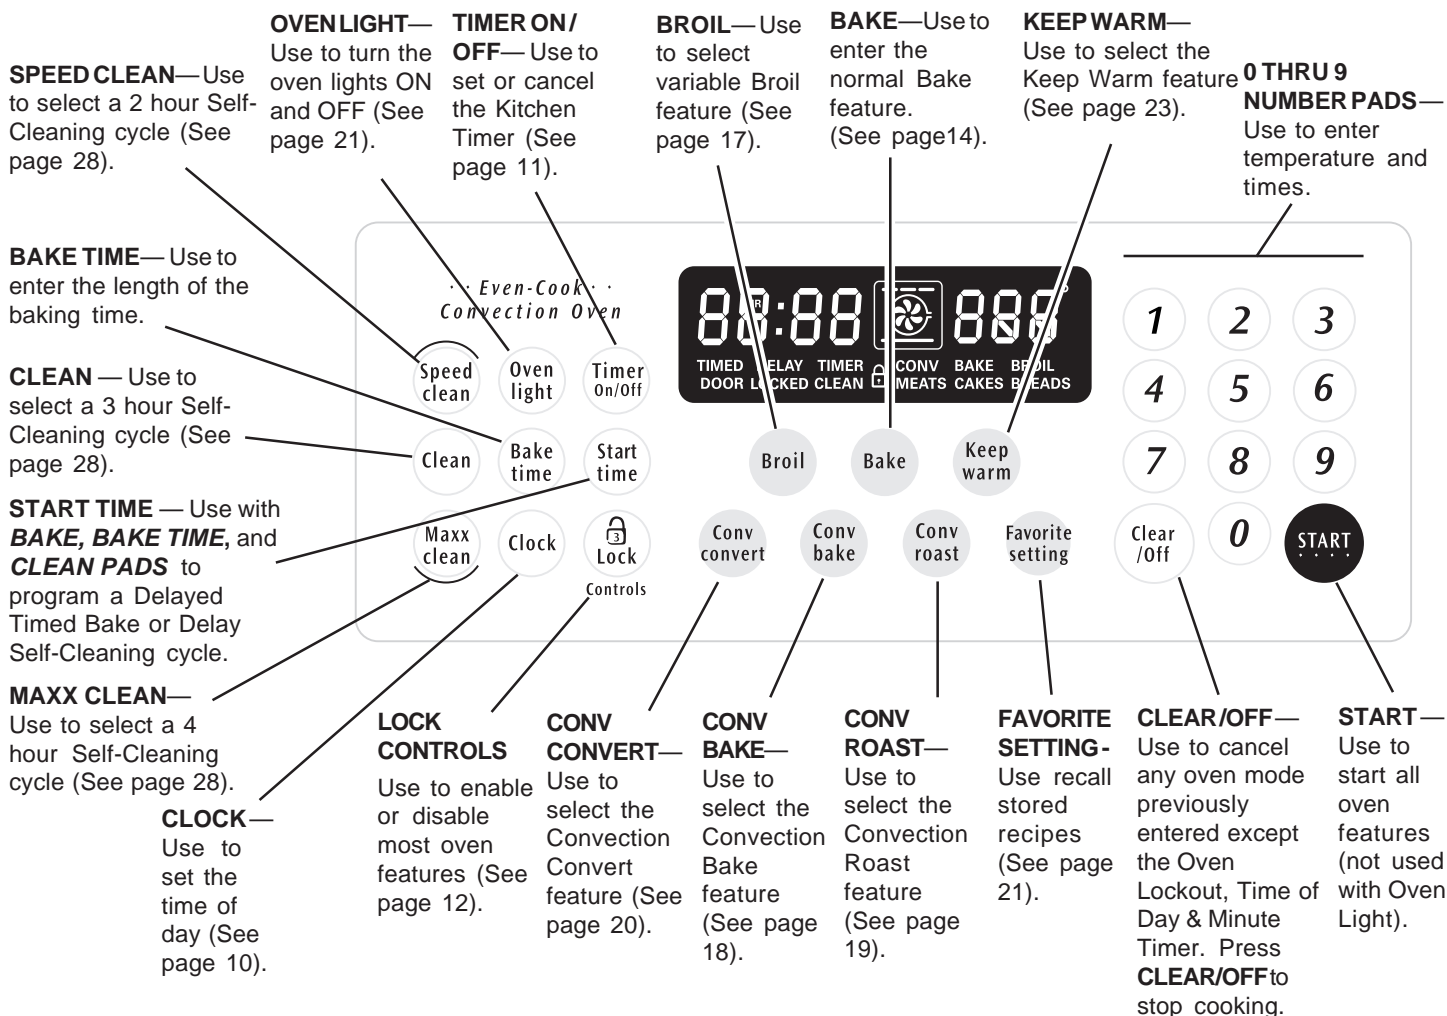 OVEN LIGHT—
Use to turn the
oven lights ON
and OFF (See
page 21).
TIMER ON/
OFF— Use to
set or cancel
the Kitchen
Timer (See
page 11).
BROIL— Use
to select
variable Broil
feature (See
page 17).
BAKE—Use to
enter the
normal Bake
feature.
(See page14).
KEEP WARM—
Use to select the
Keep Warm feature
(See page 23).
0 THRU 9
NUMBER PADS—
Use to enter
temperature and
times.
SPEED CLEAN— Use
to select a 2 hour Self-
Cleaning cycle (See
page 28).
BAKE TIME— Use to
enter the length of the
baking time.
CLEAN — Use to
select a 3 hour Self-
Cleaning cycle (See
page 28).
START TIME — Use with
BAKE, BAKE TIME, and
CLEAN PADS to
program a Delayed
Timed Bake or Delay
Self-Cleaning cycle.
MAXX CLEAN—
Use to select a 4
hour Self-Cleaning
cycle (See page 28).
· · Even-Cook · ·
Convection Oven
Speed
clean
Oven
light
Timer
On/Off
Clean
Bake
time
Start
time
Maxx
clean
Clock
3
Lock
Controls
88:88 888
TIMED DELAY TIMER CONV BAKE BROIL
DOOR LOCKED CLEAN MEATS CAKES BREADS
Broil
Bake
Keep
warm
Conv
convert
Conv
bake
Conv
roast
Favorite
setting
1 2 3
4 5 6
7 8 9
Clear
/Off
0
START
CLOCK—
Use to
set the
time of
day (See
page 10).
LOCK
CONTROLS
Use to enable
or disable
most oven
features (See
page 12).
CONV
CONVERT—
Use to
select the
Convection
Convert
feature (See
page 20).
CONV
BAKE—
Use to
select the
Convection
Bake
feature
(See page
18).
CONV
ROAST—
Use to
select the
Convection
Roast
feature
(See page
19).
FAVORITE
SETTING-
Use recall
stored
recipes
(See page
21).
CLEAR/OFF—
Use to cancel
any oven mode
previously
entered except
the Oven
Lockout, Time of
Day & Minute
Timer. Press
CLEAR/OFF to
stop cooking.
START—
Use to
start all
oven
features
(not used
with Oven
Light).